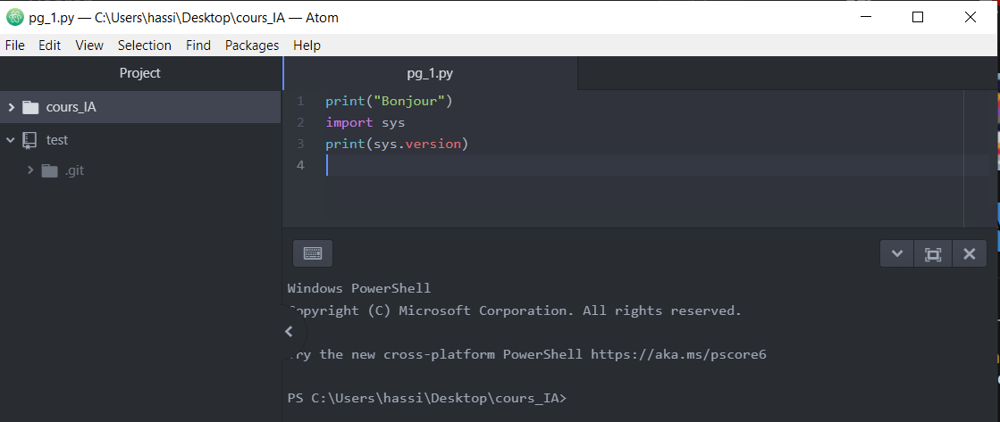 pg_1.py — C:\Users\hassi\Desktop\cours_IA — Atom
File Edit View Selection Find Packages Help
Project
cours_IA
test
.git
pg_1.py
1 print("Bonjour")
2 import sys
3 print(sys.version)
4
Windows PowerShell
Copyright (C) Microsoft Corporation. All rights reserved.
Try the new cross-platform PowerShell https://aka.ms/pscore6
PS C:\Users\hassi\Desktop\cours_IA>